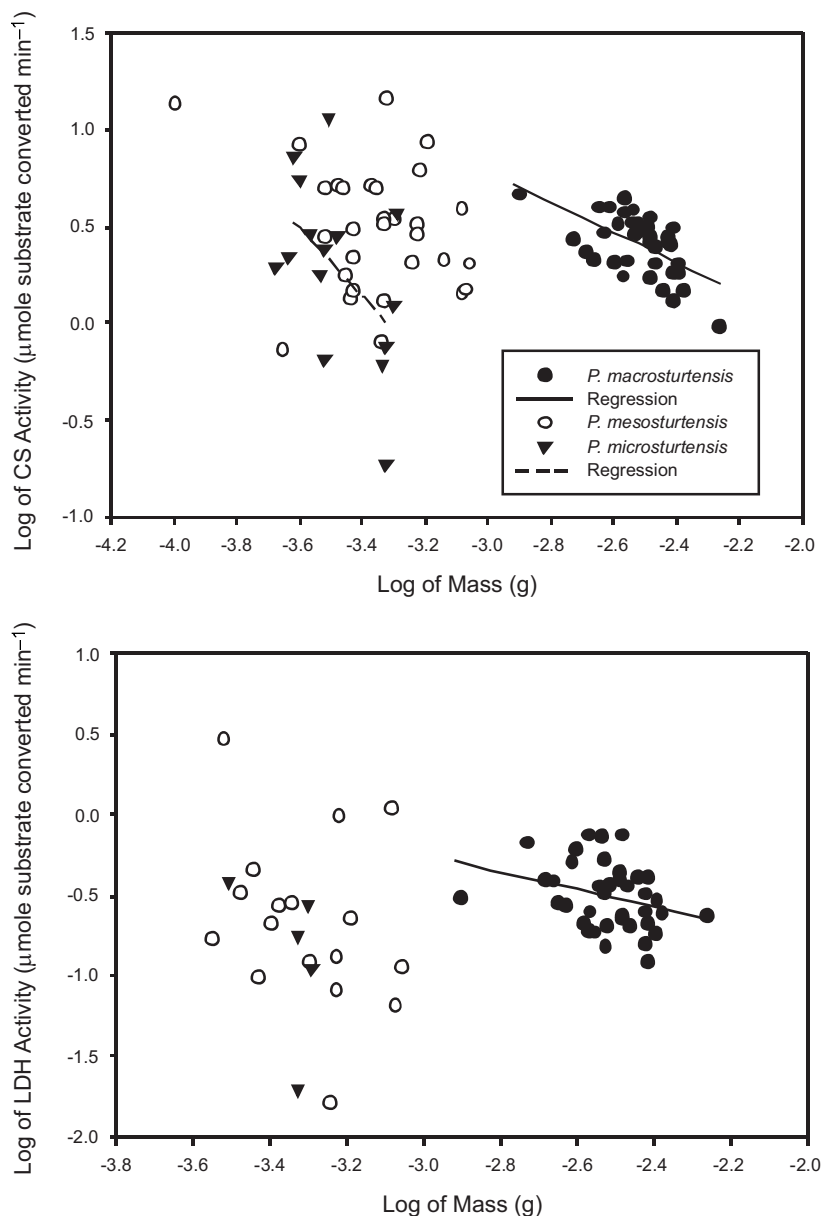 Log of CS Activity (μmole substrate converted min⁻¹)
1.5
1.0
0.5
0.0
-0.5
-1.0
-4.2 -4.0 -3.8 -3.6 -3.4 -3.2 -3.0 -2.8 -2.6 -2.4 -2.2 -2.0
Log of Mass (g)
P. macrosturtensis
Regression
P. mesosturtensis
P. microsturtensis
Regression
Log of LDH Activity (μmole substrate converted min⁻¹)
1.0
0.5
0.0
-0.5
-1.0
-1.5
-2.0
-3.8 -3.6 -3.4 -3.2 -3.0 -2.8 -2.6 -2.4 -2.2 -2.0
Log of Mass (g)